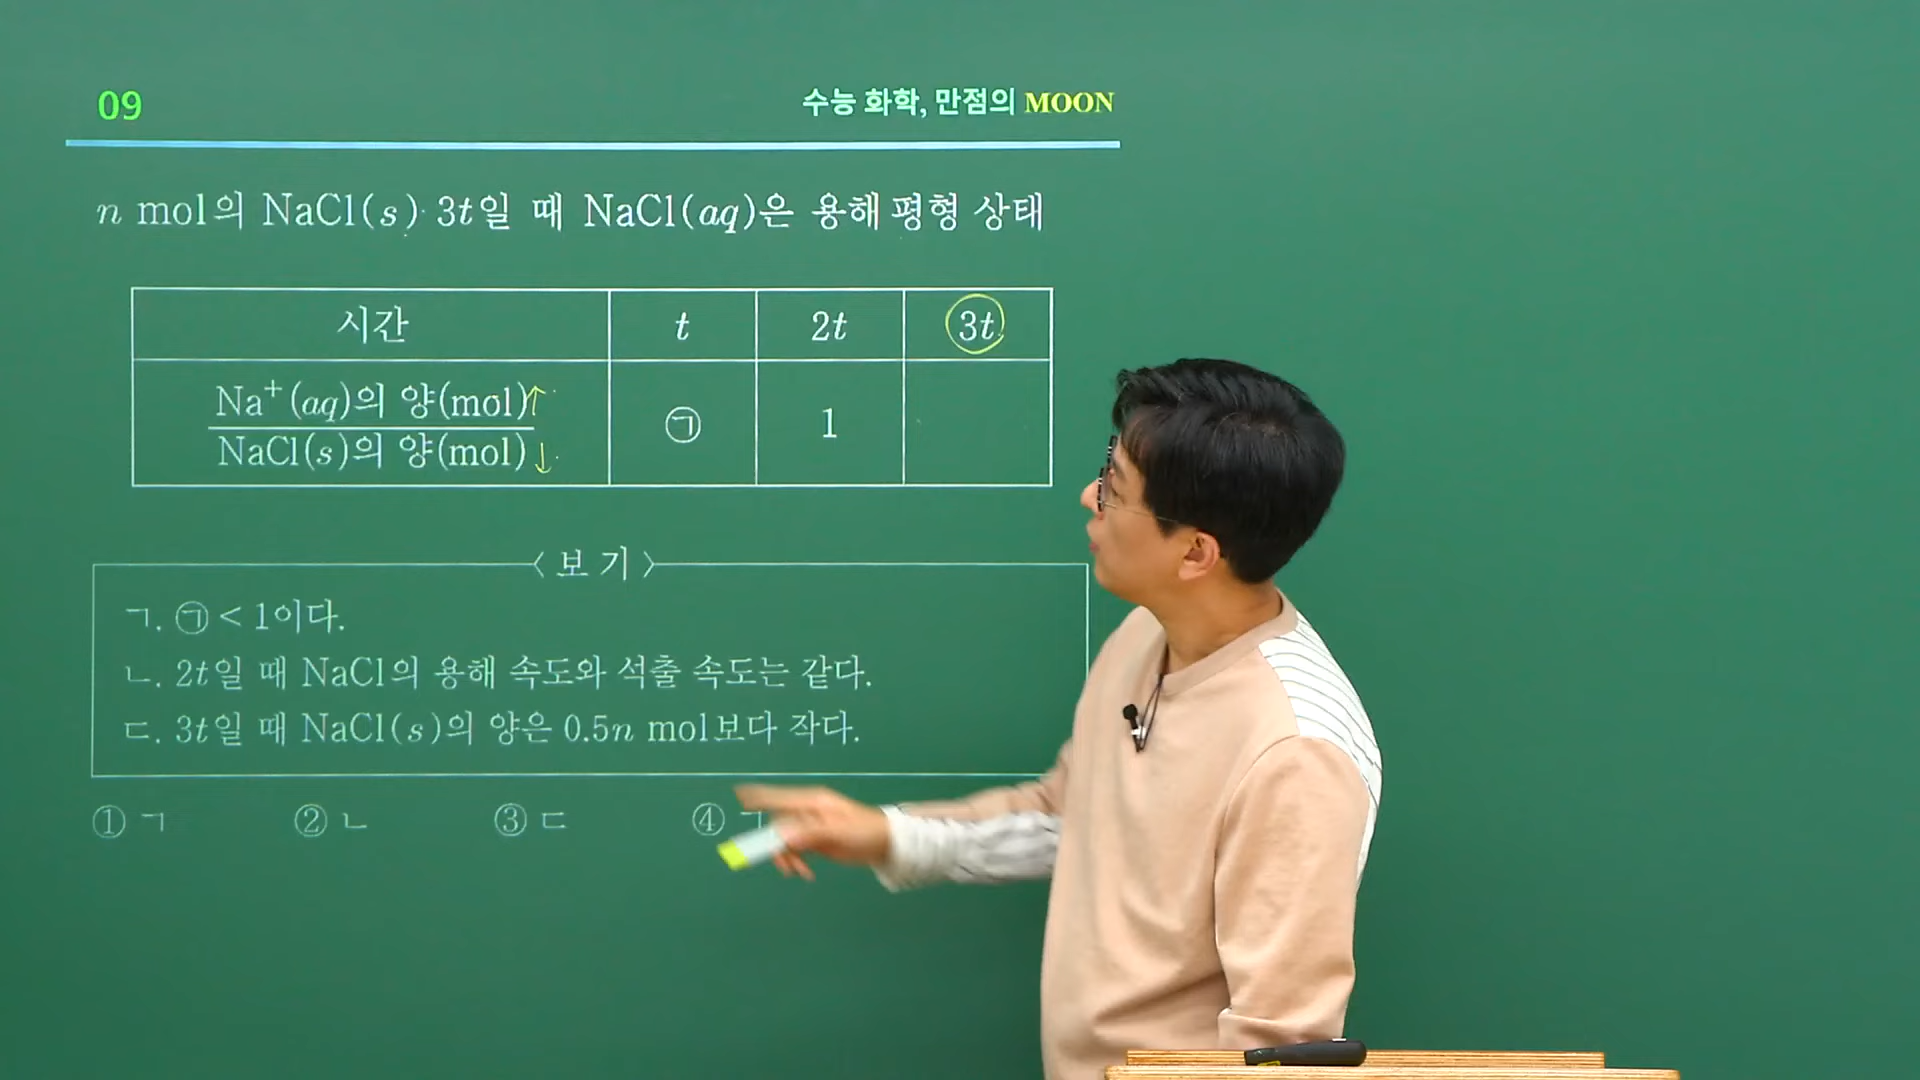 09
수능 화학, 만점의 MOON
n mol의 NaCl(s) 3t일 때 NaCl(aq)은 용해 평형 상태
시간 t 2t 3t
Na⁺(aq)의 양(mol)↑
NaCl(s)의 양(mol)↓
㉠ 1
〈보기〉
ㄱ. ㉠ < 1이다.
ㄴ. 2t일 때 NaCl의 용해 속도와 석출 속도는 같다.
ㄷ. 3t일 때 NaCl(s)의 양은 0.5n mol보다 작다.
① ㄱ ② ㄴ ③ ㄷ ④ ㄱ